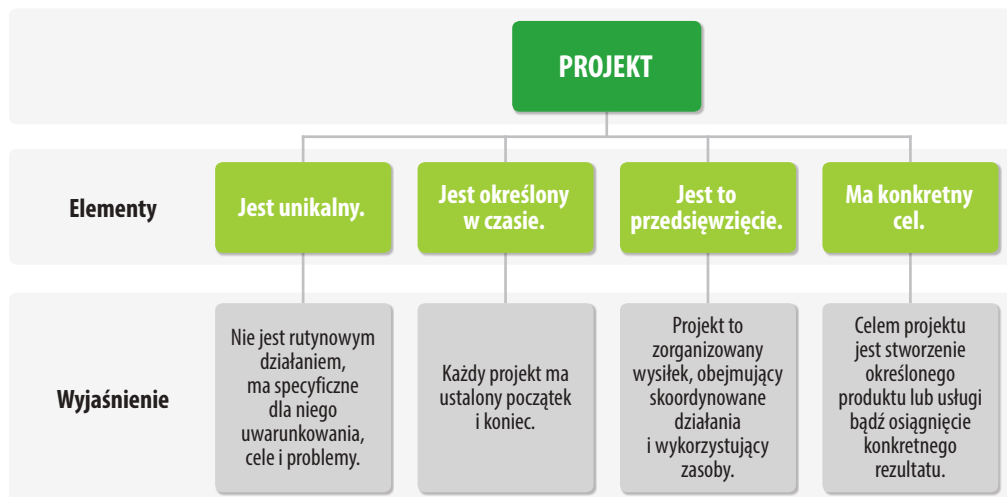 PROJEKT
Elementy
Jest unikalny.
Jest określony
w czasie.
Jest to
przedsięwzięcie.
Ma konkretny
cel.
Wyjaśnienie
Nie jest rutynowym
działaniem,
ma specyficzne
dla niego
uwarunkowania,
cele i problemy.
Każdy projekt ma
ustalony początek
i koniec.
Projekt to
zorganizowany
wysiłek, obejmujący
skoordynowane
działania
i wykorzystujący
zasoby.
Celem projektu
jest stworzenie
określonego
produktu lub usługi
bądź osiągnięcie
konkretnego
rezultatu.